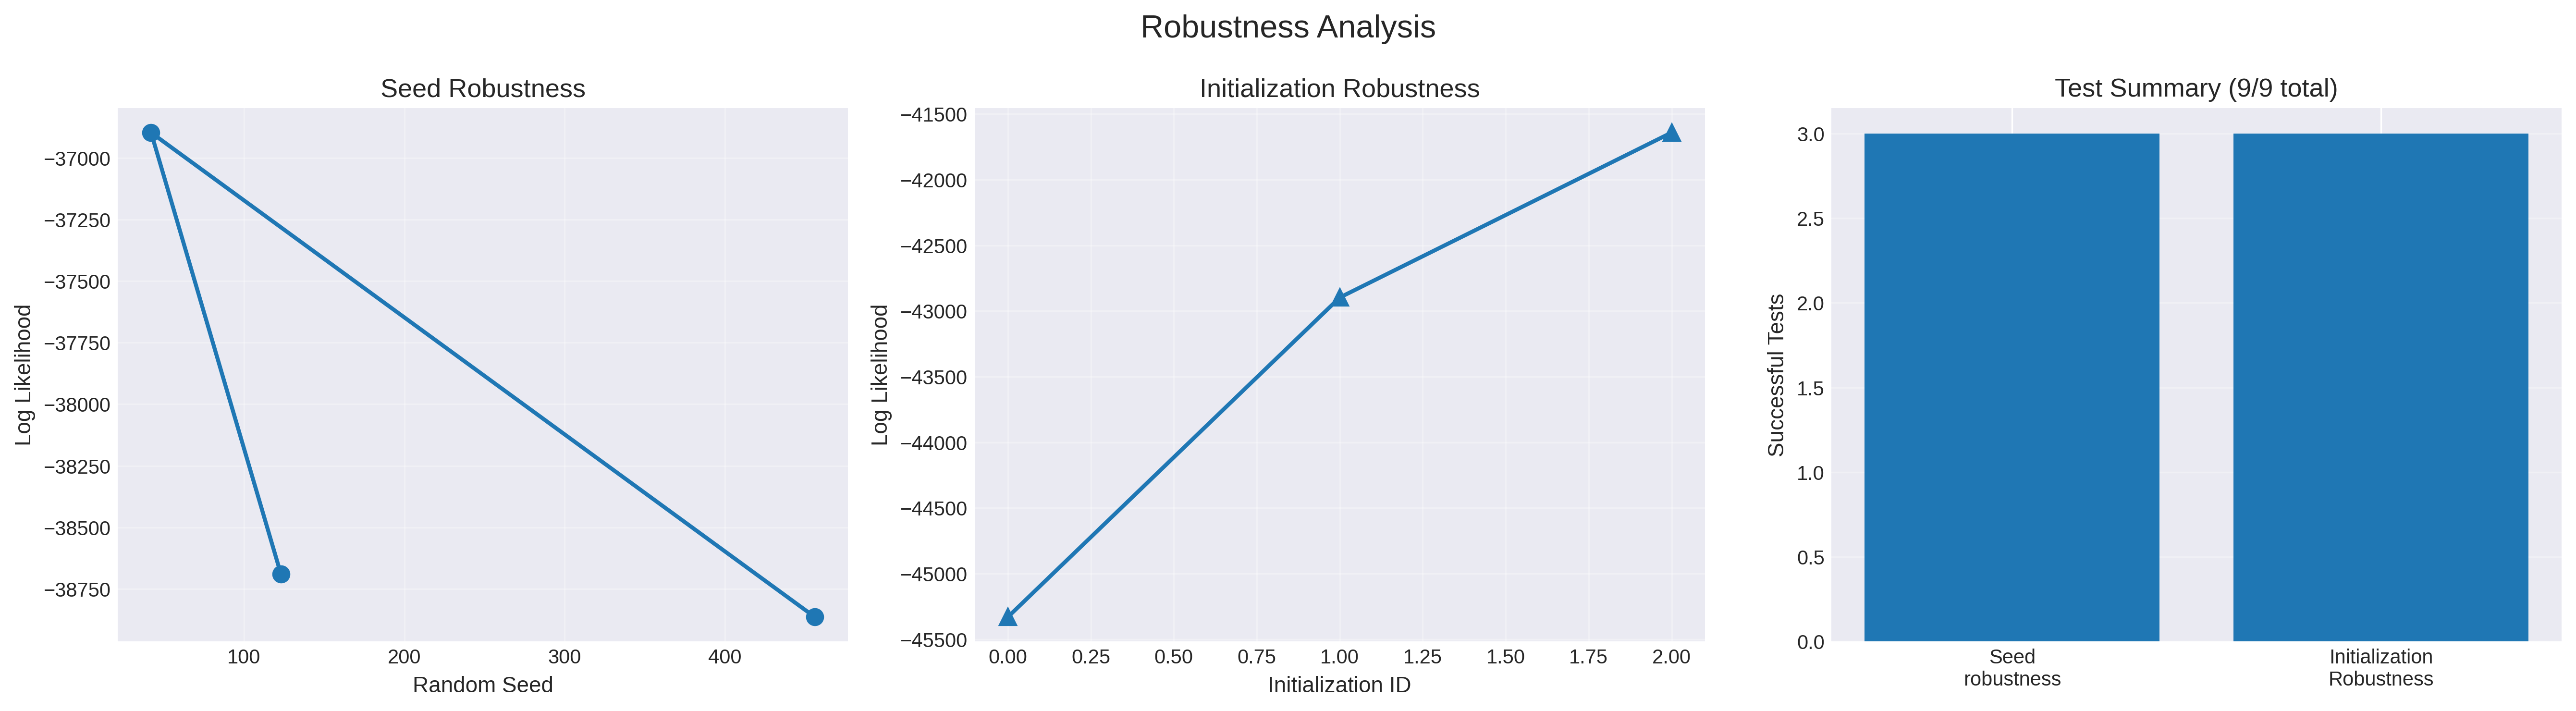 Robustness Analysis
Seed Robustness
Log Likelihood
−37000
−37250
−37500
−37750
−38000
−38250
−38500
−38750
100
200
300
400
Random Seed
Initialization Robustness
Log Likelihood
−41500
−42000
−42500
−43000
−43500
−44000
−44500
−45000
−45500
0.00
0.25
0.50
0.75
1.00
1.25
1.50
1.75
2.00
Initialization ID
Test Summary (9/9 total)
Successful Tests
3.0
2.5
2.0
1.5
1.0
0.5
0.0
Seed
robustness
Initialization
Robustness